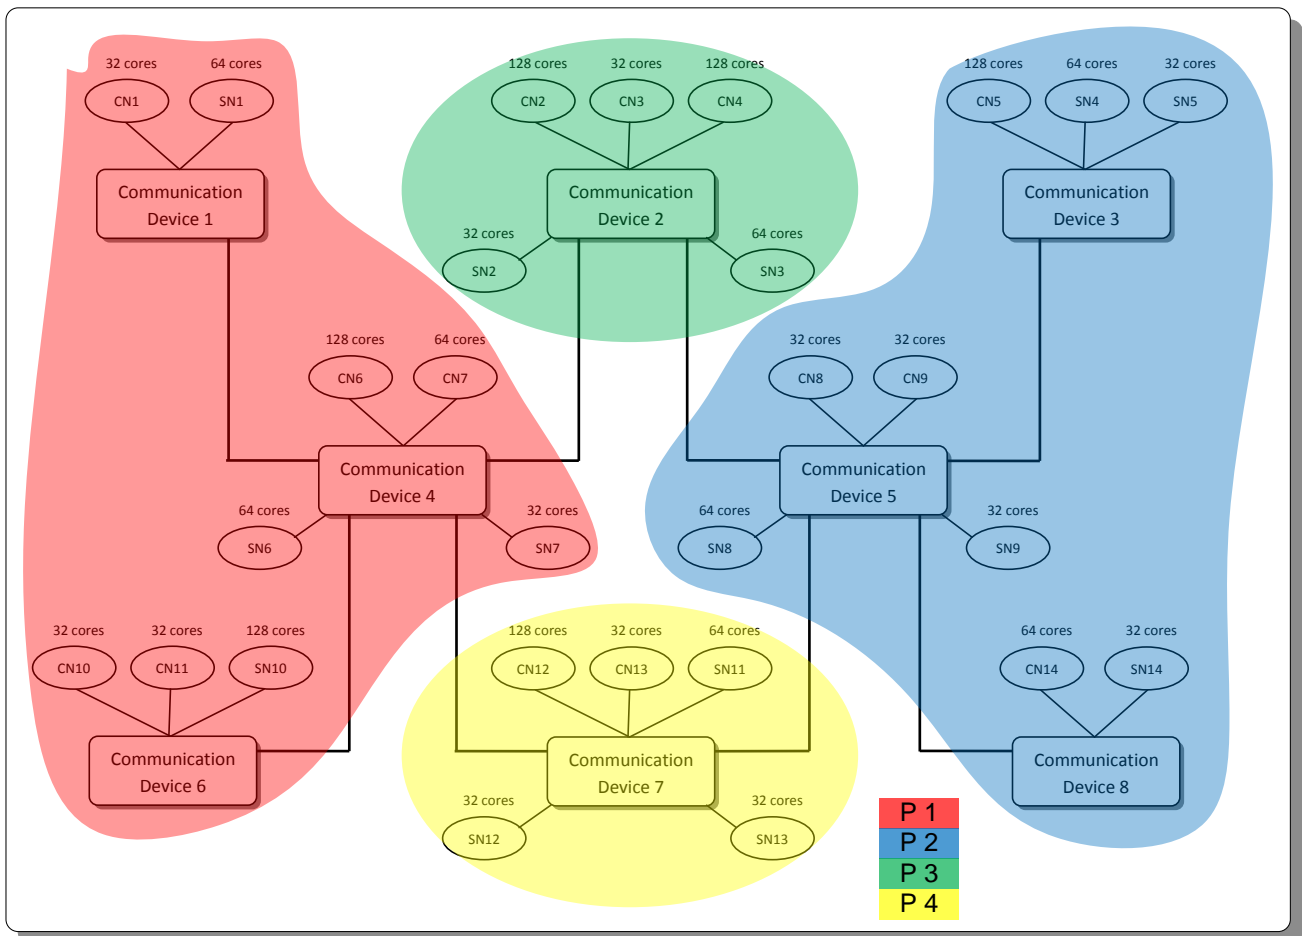 32 cores 64 cores 128 cores 32 cores 128 cores 128 cores 64 cores 32 cores
CN1 SN1 CN2 CN3 CN4 CN5 SN4 SN5
Communication Communication Communication
Device 1 Device 2 Device 3
32 cores 64 cores
SN2 SN3
128 cores 64 cores 32 cores 32 cores
CN6 CN7 CN8 CN9
Communication Communication
Device 4 Device 5
64 cores 32 cores 64 cores 32 cores
SN6 SN7 SN8 SN9
32 cores 32 cores 128 cores 128 cores 32 cores 64 cores 64 cores 32 cores
CN10 CN11 SN10 CN12 CN13 SN11 CN14 SN14
Communication Communication Communication
Device 6 Device 7 Device 8
32 cores 32 cores
SN12 SN13
P 1
P 2
P 3
P 4